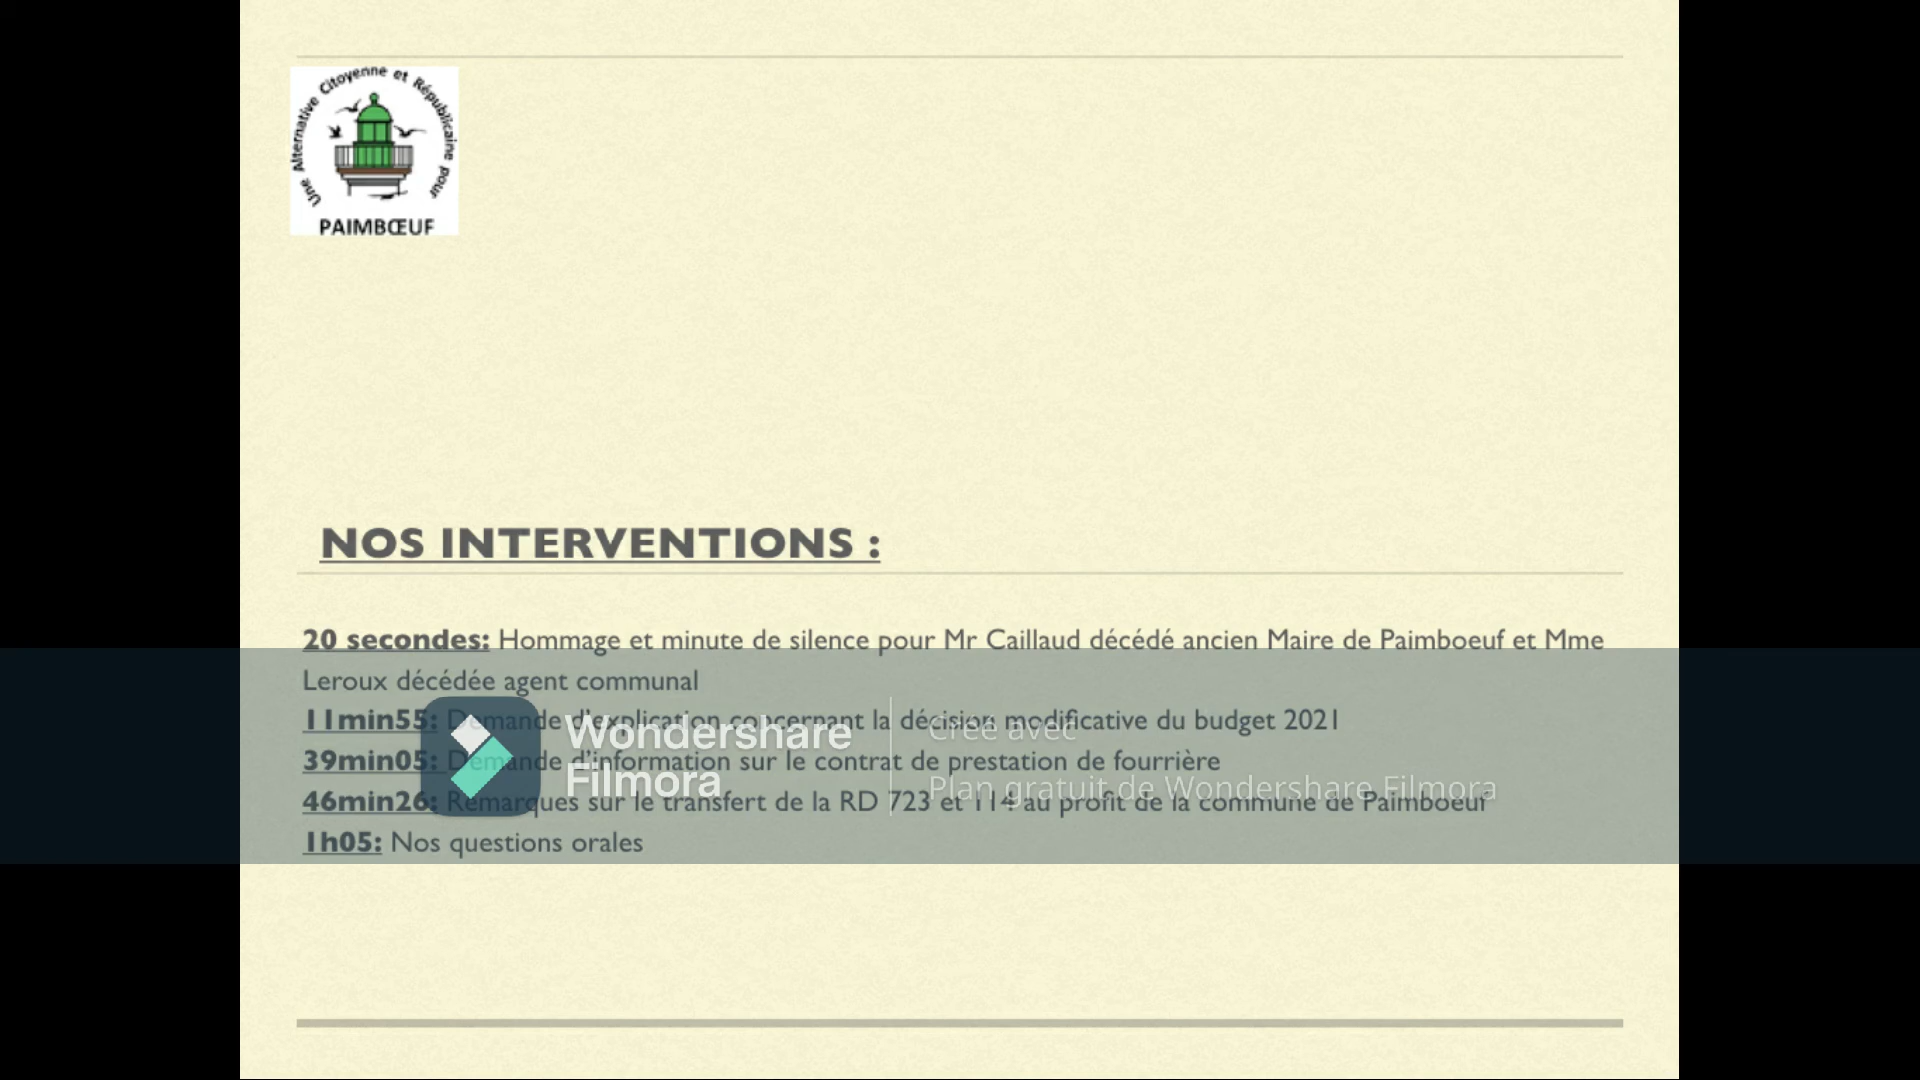 Une Alternative Citoyenne et Républicaine pour
PAIMBŒUF
NOS INTERVENTIONS :
20 secondes: Hommage et minute de silence pour Mr Caillaud décédé ancien Maire de Paimboeuf et Mme
Leroux décédée agent communal
11min55: Demande d'explication concernant la décision modificative du budget 2021
39min05: Demande d'information sur le contrat de prestation de fourrière
46min26: Remarques sur le transfert de la RD 723 et 114 au profit de la commune de Paimboeuf
1h05: Nos questions orales
Wondershare
Filmora
Créé avec
Plan gratuit de Wondershare Filmora